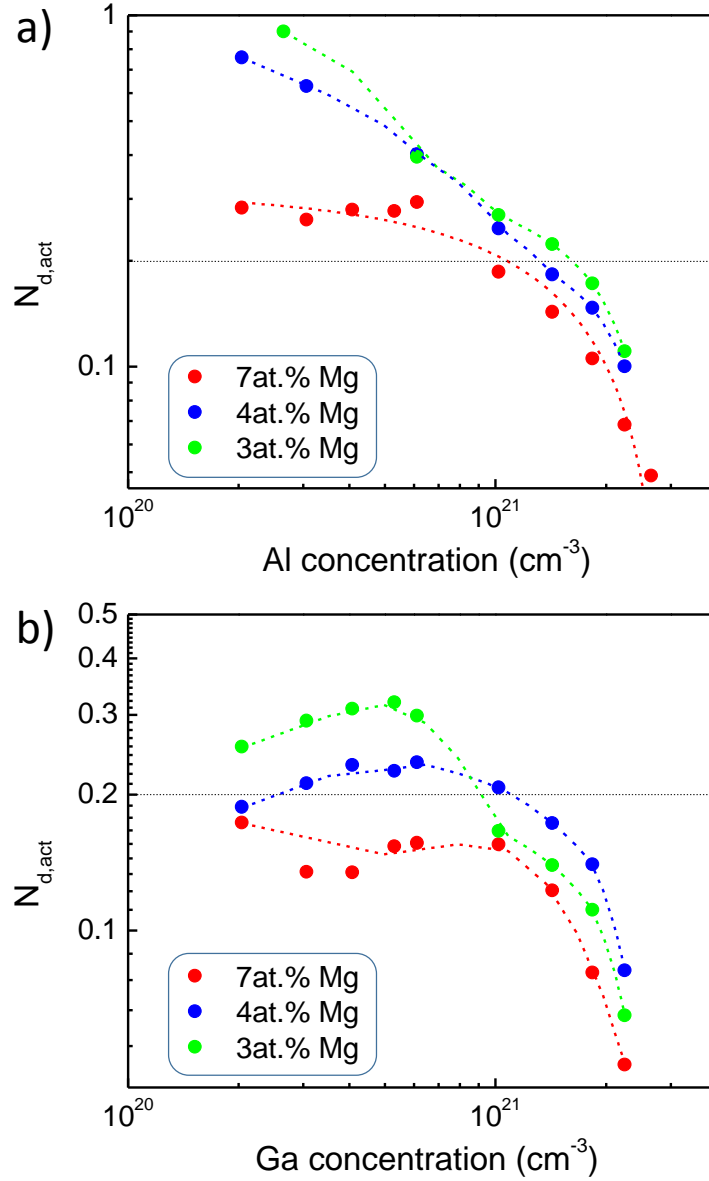 a)
1
0.1
N_d,act
7at.% Mg
4at.% Mg
3at.% Mg
10^20
10^21
Al concentration (cm^-3)
b)
0.5
0.4
0.3
0.2
0.1
N_d,act
7at.% Mg
4at.% Mg
3at.% Mg
10^20
10^21
Ga concentration (cm^-3)